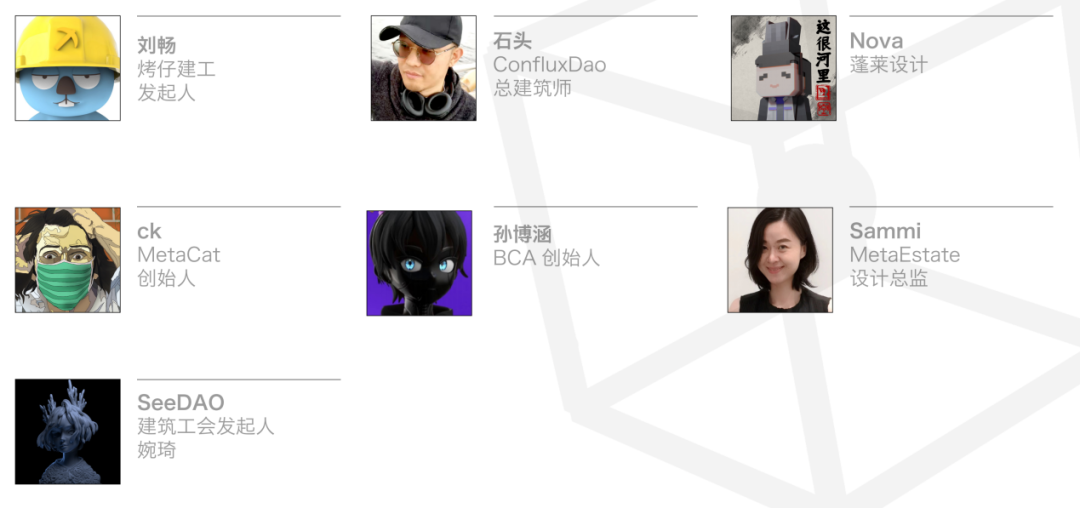 刘畅
烤仔建工
发起人
石头
ConfluxDao
总建筑师
这很河里
Nova
蓬莱设计
ck
MetaCat
创始人
孙博涵
BCA 创始人
Sammi
MetaEstate
设计总监
SeeDAO
建筑工会发起人
婉琦